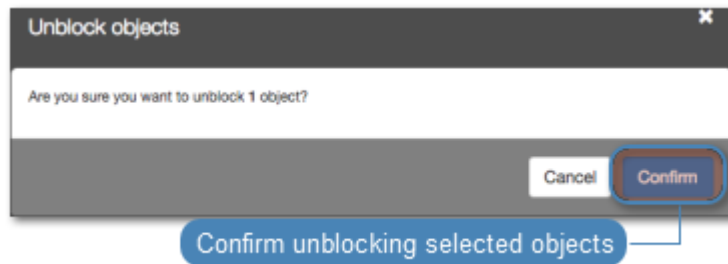 Unblock objects
Are you sure you want to unblock 1 object?
Cancel Confirm
Confirm unblocking selected objects